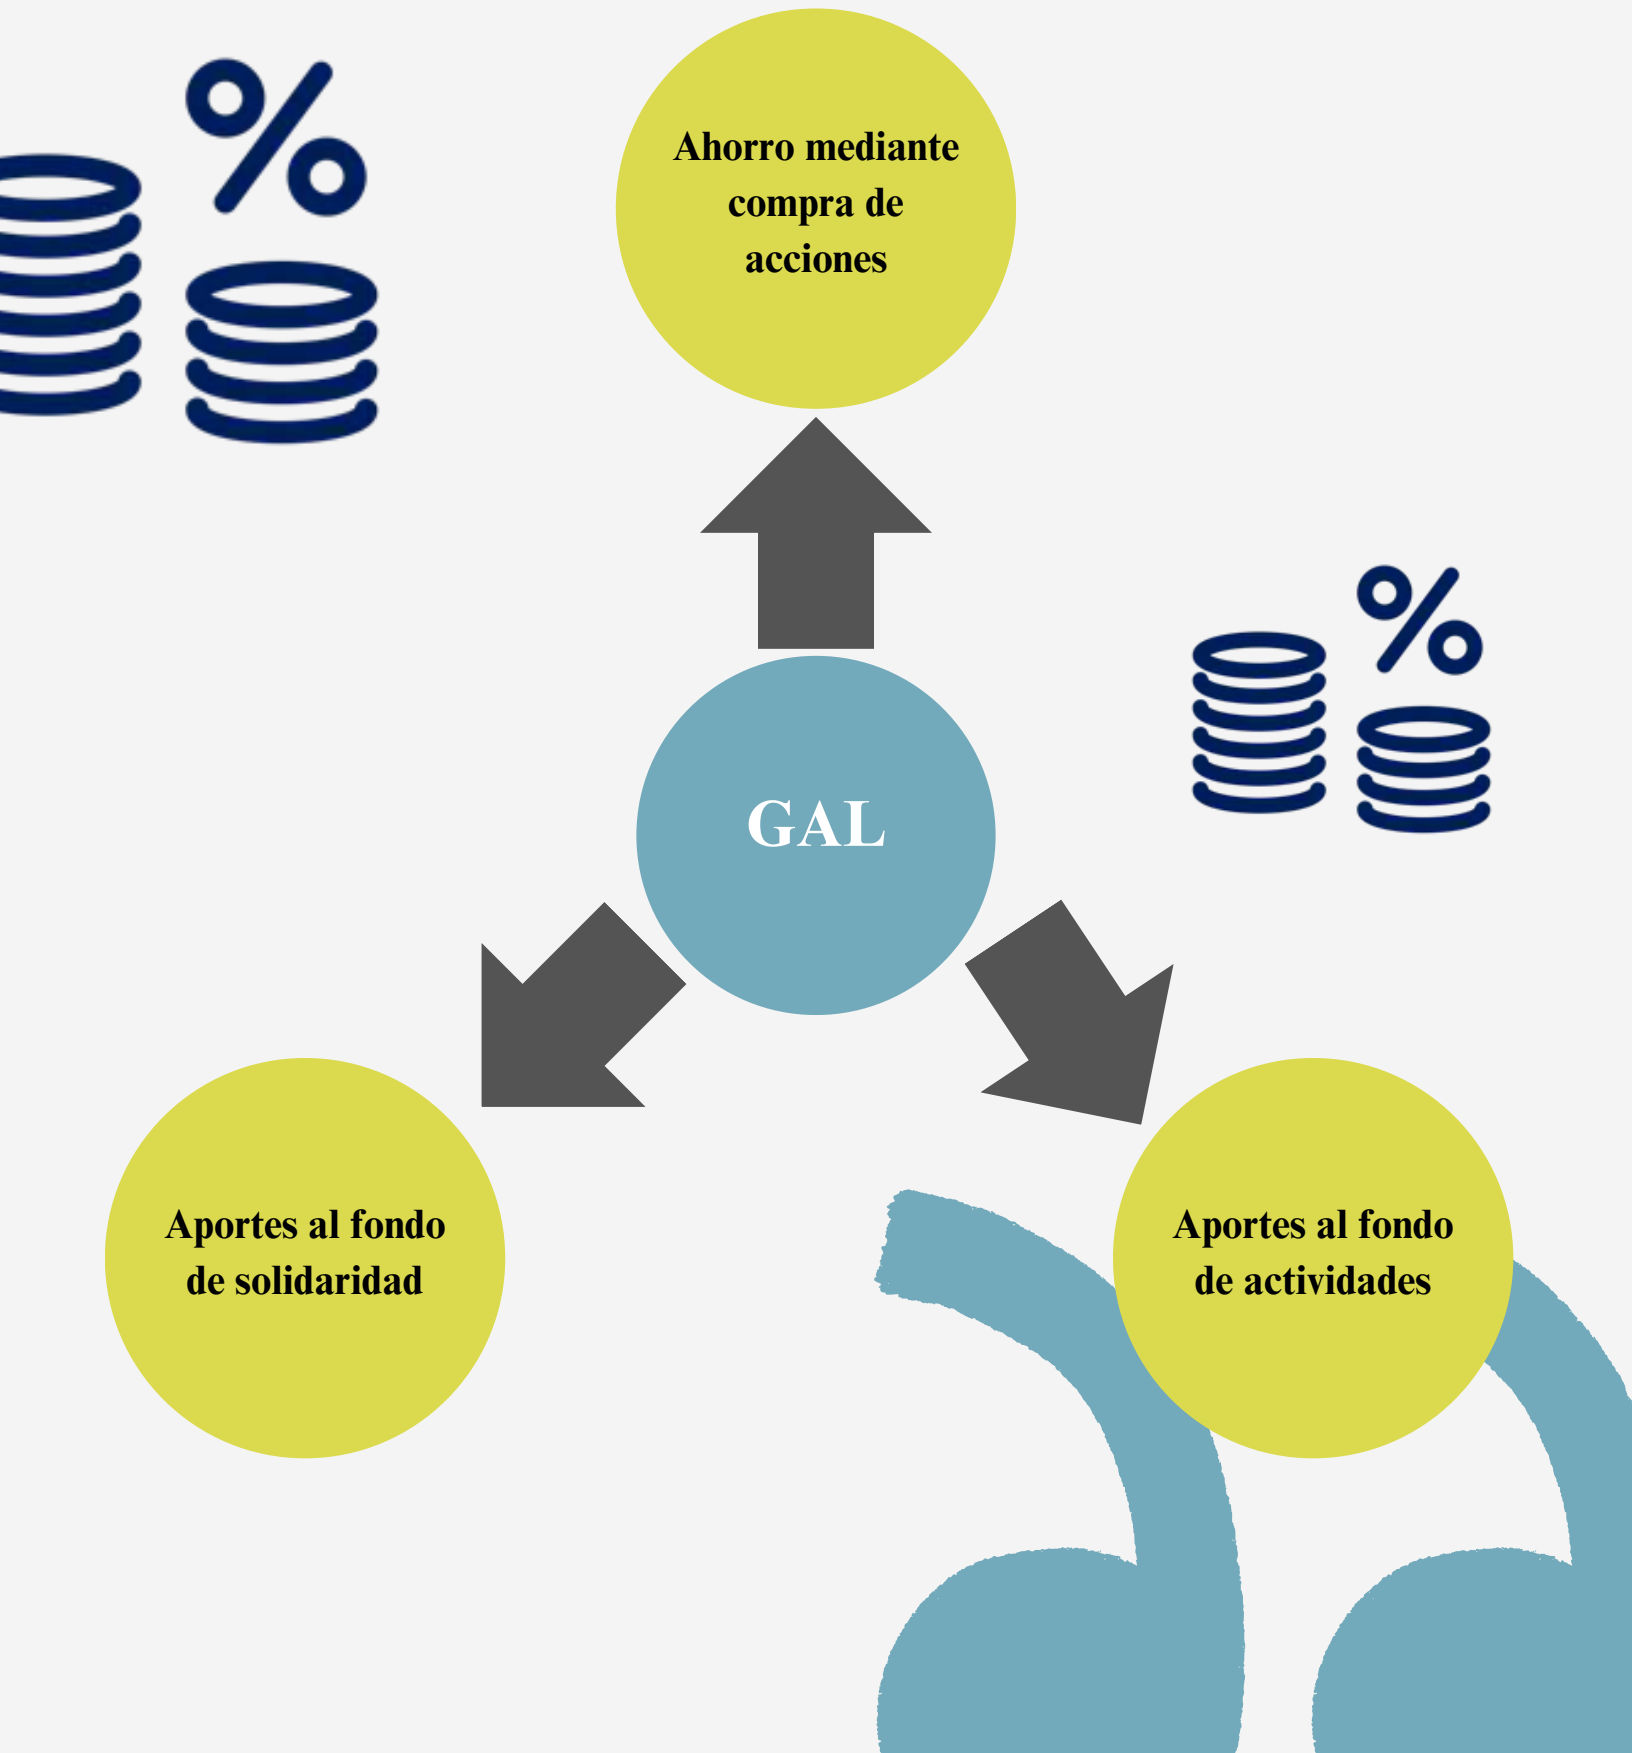 Ahorro mediante
compra de
acciones
GAL
Aportes al fondo
de solidaridad
Aportes al fondo
de actividades
%
%